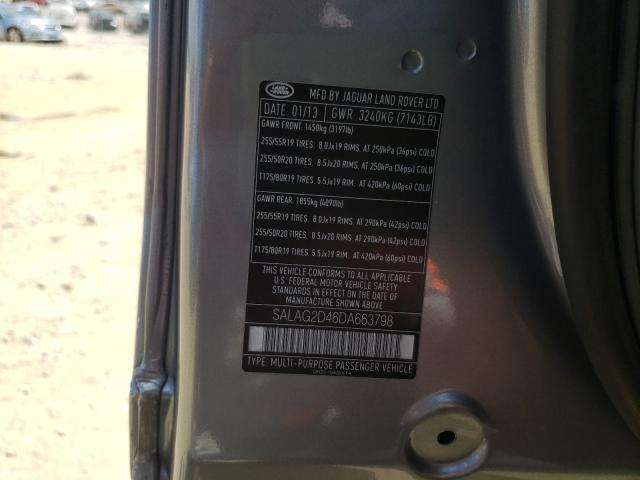 LAND ROVER
MFD BY JAGUAR LAND ROVER LTD
DATE: 01/13 GWR 3240KG (7143LB)
GAWR FRONT: 1450kg (3197lb)
255/55R19 TIRES. 8.0Jx19 RIMS. AT 250kPa (36psi) COLD
255/50R20 TIRES. 8.5Jx20 RIMS. AT 250kPa (36psi) COLD
T175/80R19 TIRES. 5.5Jx19 RIM. AT 420kPa (60psi) COLD
GAWR REAR: 1855kg (4090lb)
255/55R19 TIRES. 8.0Jx19 RIMS. AT 290kPa (42psi) COLD
255/50R20 TIRES. 8.5Jx20 RIMS. AT 290kPa (42psi) COLD
T175/80R19 TIRES. 5.5Jx19 RIM. AT 420kPa (60psi) COLD
THIS VEHICLE CONFORMS TO ALL APPLICABLE
U.S. FEDERAL MOTOR VEHICLE SAFETY
STANDARDS IN EFFECT ON THE DATE OF
MANUFACTURE SHOWN ABOVE
SALAG2D46DA663798
TYPE: MULTI-PURPOSE PASSENGER VEHICLE